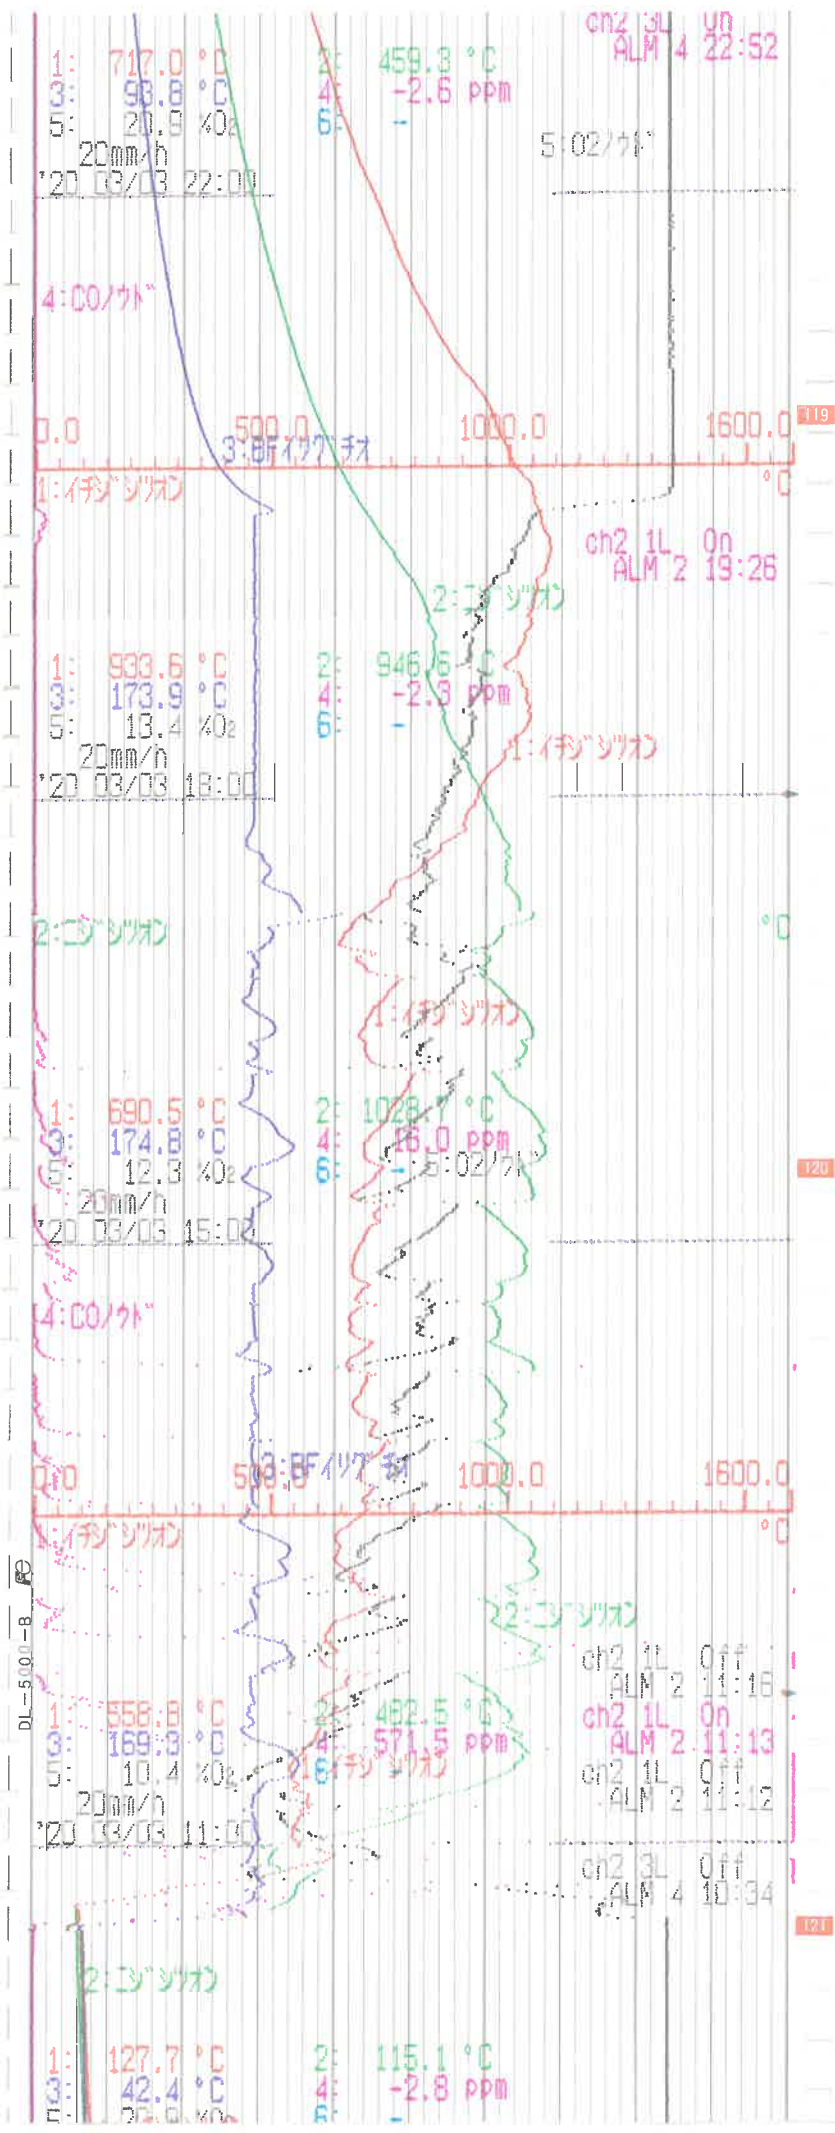 ch2 3L On
ALM 4 22:52
1: 717.0 °C 2: 459.3 °C
3: 93.8 °C 4: -2.6 ppm
5: 20.9 %O₂ 6: -
20mm/h
5:O2ノウド
'20 03/03 22:00
4:COノウド
119
0.0 500.0 1000.0 1600.0
3:BFイリグチオ
°C
1:イチジシツオン
ch2 1L On
ALM 2 19:26
2:ニジシツオン
1: 933.6 °C 2: 946.6 °C
3: 173.9 °C 4: -2.3 ppm
5: 13.4 %O₂ 6: -
1:イチジシツオン
20mm/h
'20 03/03 18:00
2:ニジシツオン
°C
1:イチジシツオン
1: 690.5 °C 2: 1028.7 °C
3: 174.8 °C 4: 16.0 ppm
5: 12.3 %O₂ 6: -
5:O2ノウド
120
20mm/h
'20 03/03 15:00
4:COノウド
3:BFイリグチオ
0.0 500.0 1000.0 1600.0
°C
1:イチジシツオン
DL-5000-B
2:ニジシツオン
ch2 1L Off
ALM 2 11:16
1: 558.8 °C 2: 482.5 °C
ch2 1L On
3: 169.3 °C 4: 571.5 ppm
ALM 2 11:13
1:イチジシツオン
ch2 1L Off
ALM 2 11:12
20mm/h
'20 03/03 11:00
ch2 3L Off
ALM 4 10:34
121
2:ニジシツオン
1: 127.7 °C 2: 115.1 °C
3: 42.4 °C 4: -2.8 ppm